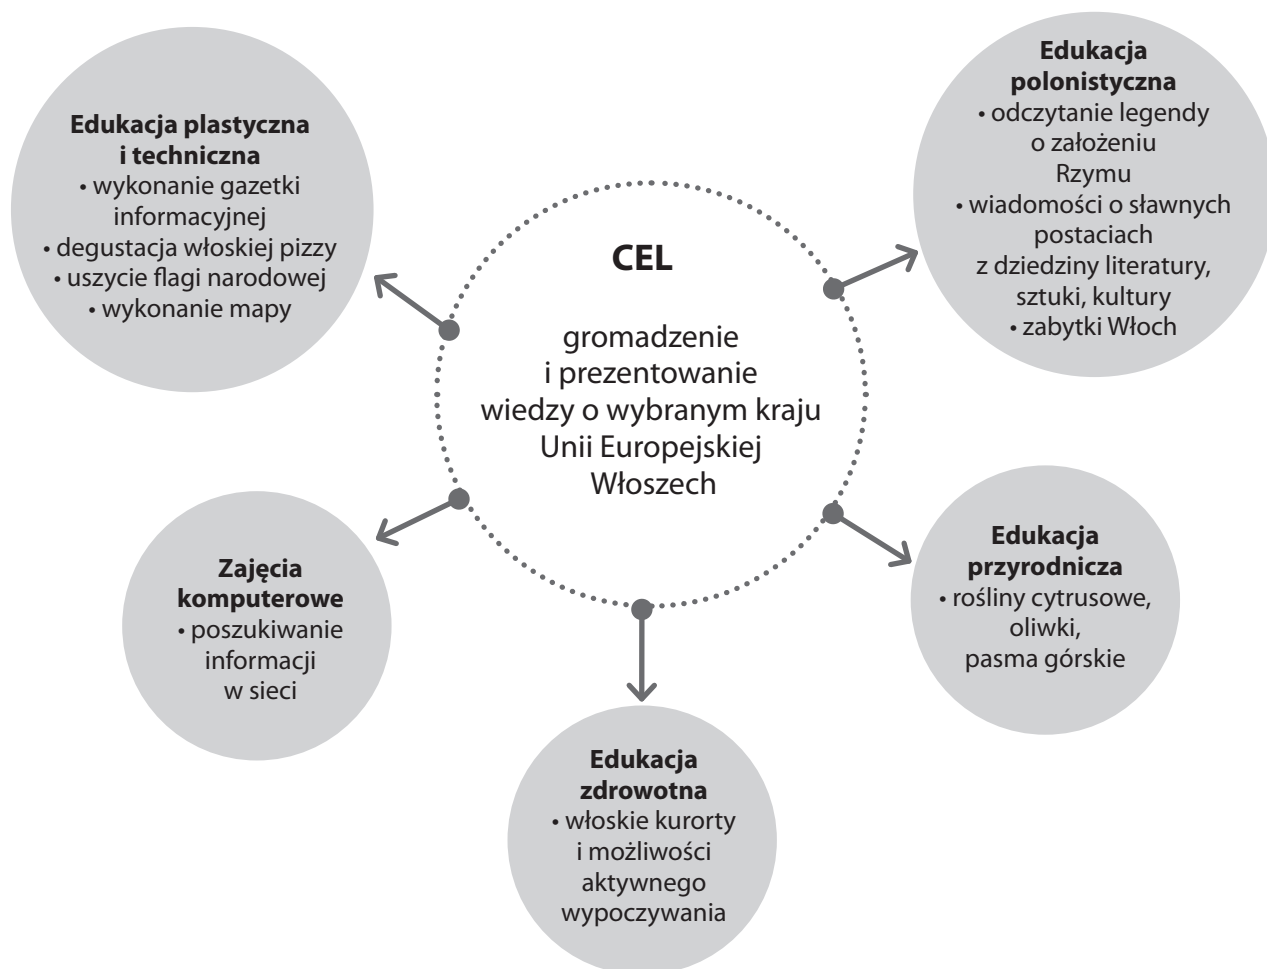 Edukacja plastyczna
i techniczna
• wykonanie gazetki
informacyjnej
• degustacja włoskiej pizzy
• uszycie flagi narodowej
• wykonanie mapy
Edukacja
polonistyczna
• odczytanie legendy
o założeniu
Rzymu
• wiadomości o sławnych
postaciach
z dziedziny literatury,
sztuki, kultury
• zabytki Włoch
CEL
gromadzenie
i prezentowanie
wiedzy o wybranym kraju
Unii Europejskiej
Włoszech
Zajęcia
komputerowe
• poszukiwanie
informacji
w sieci
Edukacja
przyrodnicza
• rośliny cytrusowe,
oliwki,
pasma górskie
Edukacja
zdrowotna
• włoskie kurorty
i możliwości
aktywnego
wypoczywania